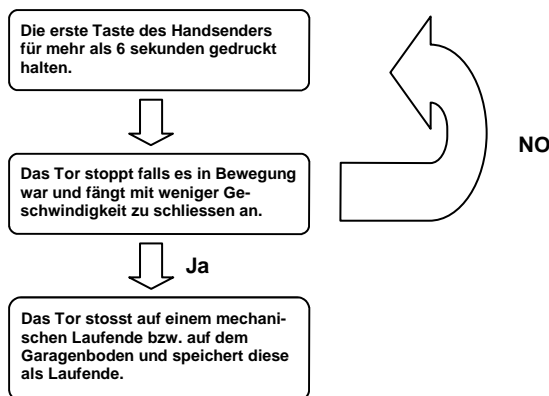 Die erste Taste des Handsenders
für mehr als 6 sekunden gedruckt
halten.
Das Tor stoppt falls es in Bewegung
war und fängt mit weniger Ge-
schwindigkeit zu schliessen an.
NO
Ja
Das Tor stosst auf einem mechani-
schen Laufende bzw. auf dem
Garagenboden und speichert diese
als Laufende.